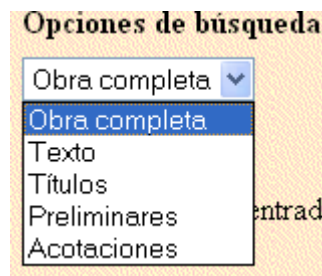 Opciones de búsqueda
Obra completa
Obra completa
Texto
Títulos
Preliminares
Acotaciones